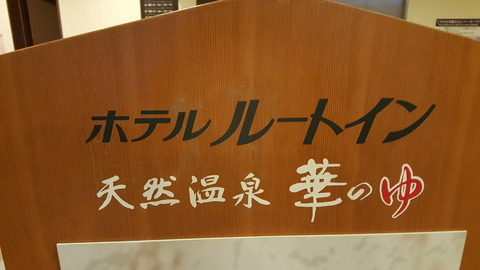 ホテル ルートイン
天然温泉 華のゆ